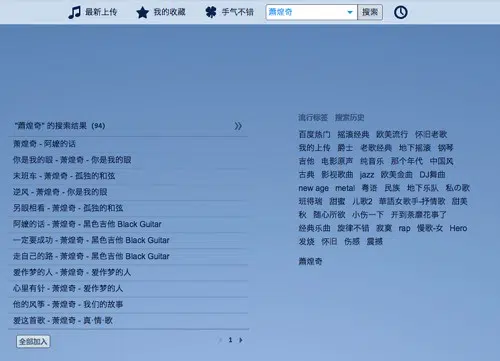 最新上传 我的收藏 手气不错 萧煌奇 搜索
"萧煌奇" 的搜索结果 (94)
萧煌奇 - 阿嬷的话
你是我的眼 - 萧煌奇 - 你是我的眼
末班车 - 萧煌奇 - 孤独的和弦
逆风 - 萧煌奇 - 你是我的眼
另眼相看 - 萧煌奇 - 孤独的和弦
阿嬷的话 - 萧煌奇 - 黑色吉他 Black Guitar
一定要成功 - 萧煌奇 - 黑色吉他 Black Guitar
走自己的路 - 萧煌奇 - 黑色吉他 Black Guitar
爱作梦的人 - 萧煌奇 - 爱作梦的人
心里有针 - 萧煌奇 - 爱作梦的人
他的风筝 - 萧煌奇 - 我们的故事
爱这首歌 - 萧煌奇 - 真·情·歌
全部加入 1
流行标签 搜索历史
百度热门 摇滚经典 欧美流行 怀旧老歌
我的上传 爵士 老歌经典 地下摇滚 钢琴
吉他 电影原声 纯音乐 那个年代 中国风
古典 影视歌曲 jazz 欧美金曲 DJ舞曲
new age metal 粤语 民族 地下乐队 私の歌
班得瑞 甜蜜 儿歌2 華語女歌手-抒情歌 甜美
秋 随心所欲 小伤一下 开到荼靡花事了
经典乐曲 旋律不错 寂寞 rap 慢歌-女 Hero
发烧 怀旧 伤感 震撼
萧煌奇